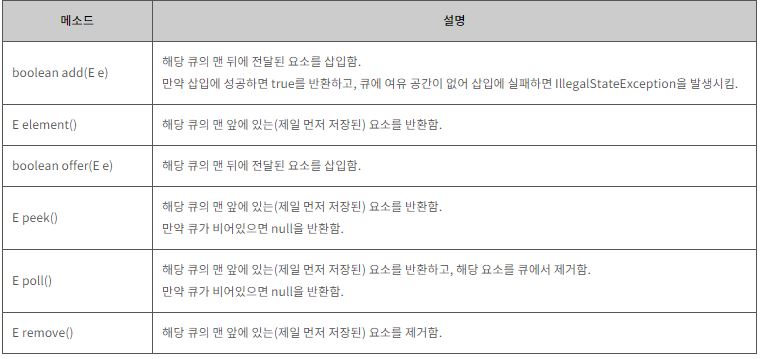 메소드 설명
boolean add(E e) 해당 큐의 맨 뒤에 전달된 요소를 삽입함.
만약 삽입에 성공하면 true를 반환하고, 큐에 여유 공간이 없어 삽입에 실패하면 IllegalStateException을 발생시킴.
E element() 해당 큐의 맨 앞에 있는(제일 먼저 저장된) 요소를 반환함.
boolean offer(E e) 해당 큐의 맨 뒤에 전달된 요소를 삽입함.
E peek() 해당 큐의 맨 앞에 있는(제일 먼저 저장된) 요소를 반환함.
만약 큐가 비어있으면 null을 반환함.
E poll() 해당 큐의 맨 앞에 있는(제일 먼저 저장된) 요소를 반환하고, 해당 요소를 큐에서 제거함.
만약 큐가 비어있으면 null을 반환함.
E remove() 해당 큐의 맨 앞에 있는(제일 먼저 저장된) 요소를 제거함.